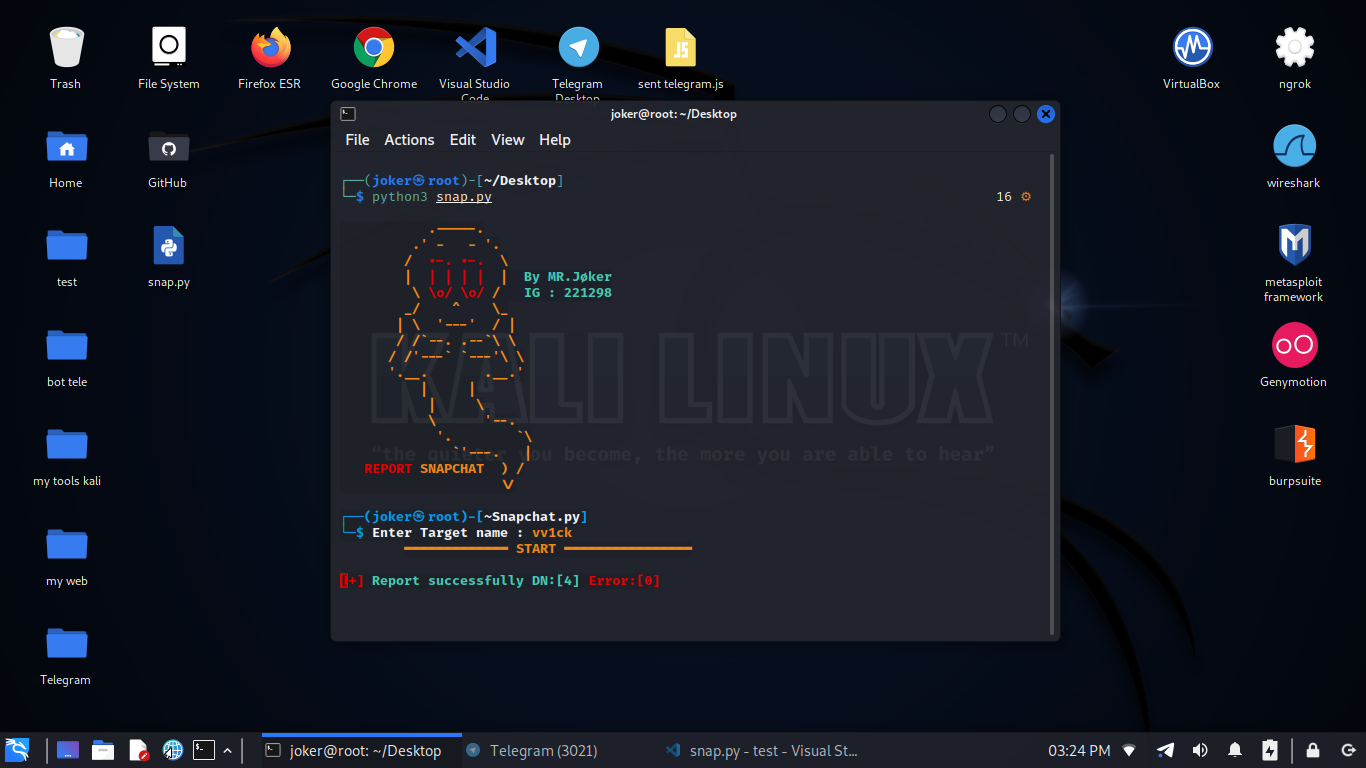 Trash
File System
Firefox ESR
Google Chrome
Visual Studio
Code
Telegram
Desktop
sent telegram.js
VirtualBox
ngrok
Home
GitHub
wireshark
test
snap.py
metasploit
framework
bot tele
Genymotion
my tools kali
burpsuite
my web
Telegram
joker@root: ~/Desktop
File Actions Edit View Help
┌──(joker㉿root)-[~/Desktop]
└─$ python3 snap.py 16
By MR.Jøker
IG : 221298
KALI LINUX™
“the quieter you become, the more you are able to hear”
REPORT SNAPCHAT
┌──(joker㉿root)-[~Snapchat.py]
└─$ Enter Target name : vv1ck
START
[+] Report successfully DN:[4] Error:[0]
joker@root: ~/Desktop
Telegram (3021)
snap.py - test - Visual St...
03:24 PM